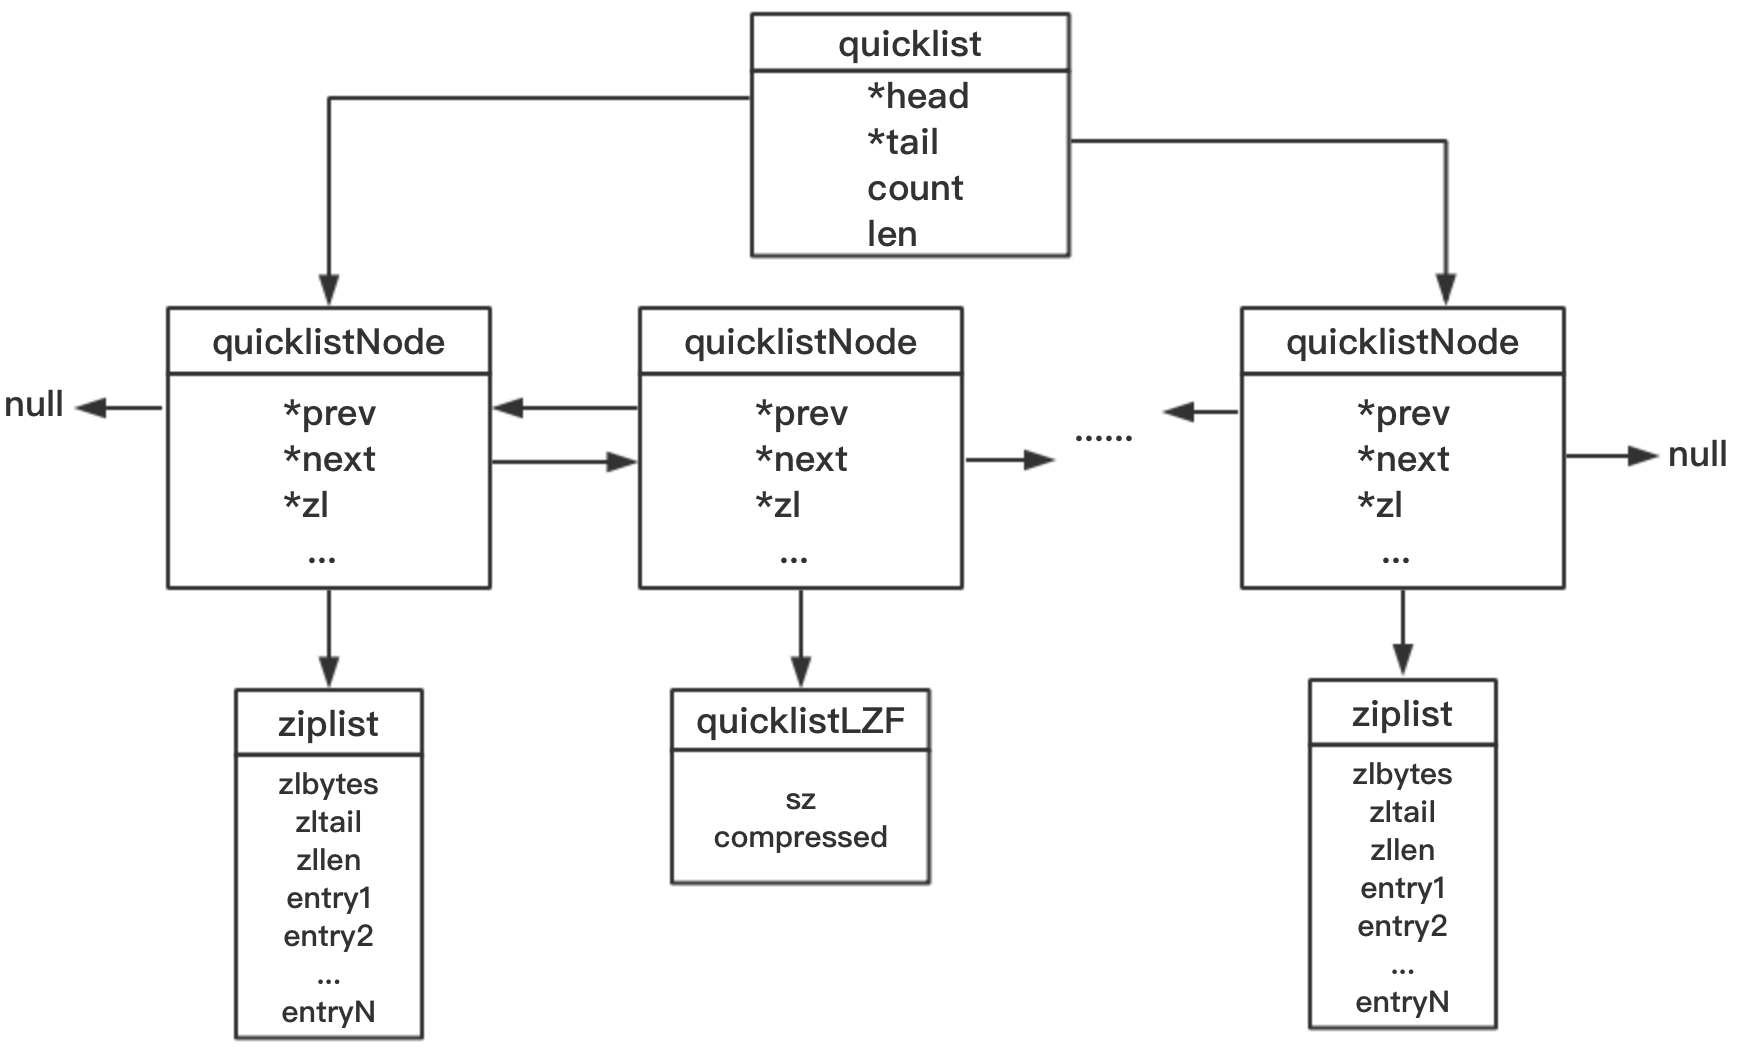 quicklist
*head
*tail
count
len
quicklistNode
*prev
*next
*zl
...
quicklistNode
*prev
*next
*zl
...
quicklistNode
*prev
*next
*zl
...
null
......
null
ziplist
zlbytes
zltail
zllen
entry1
entry2
...
entryN
quicklistLZF
sz
compressed
ziplist
zlbytes
zltail
zllen
entry1
entry2
...
entryN